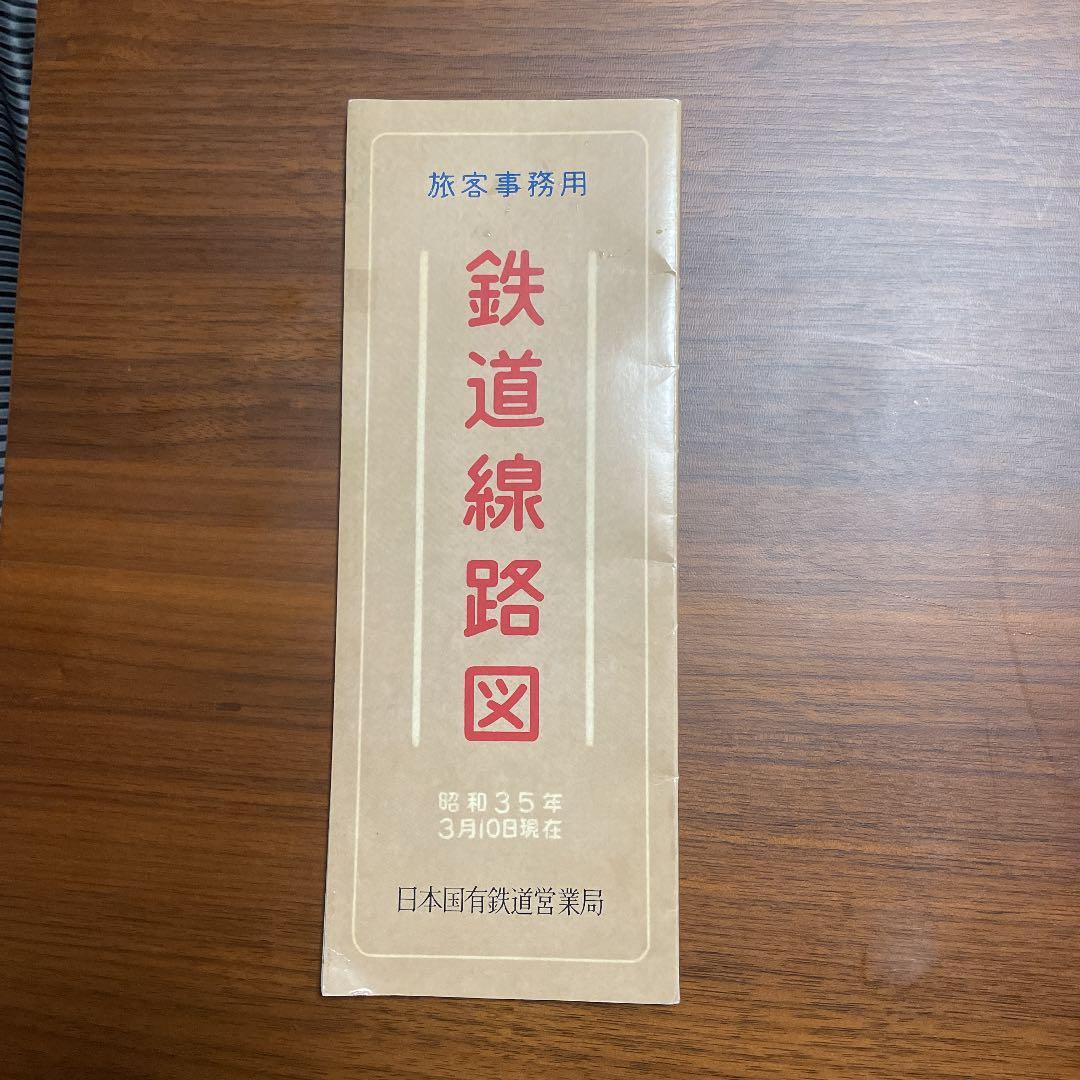 旅客事務用
鉄道線路図
昭和35年
3月10日現在
日本国有鉄道営業局